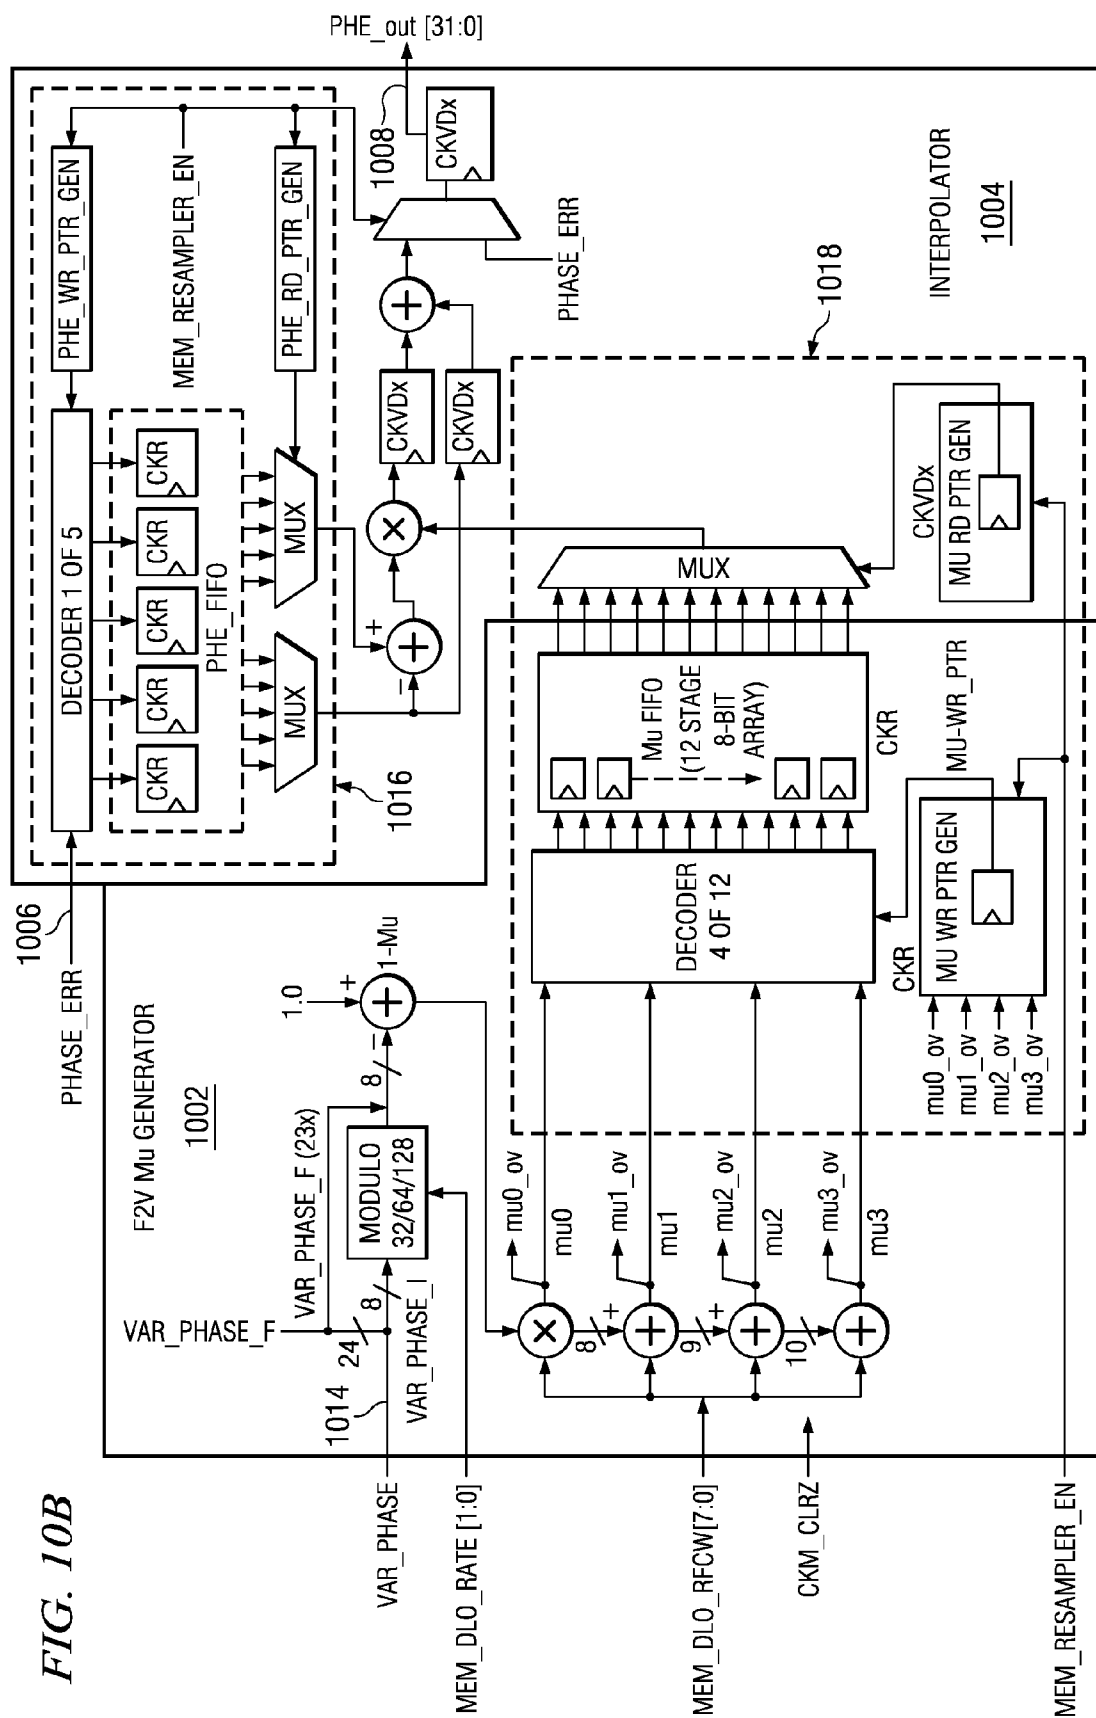 FIG. 10B
PHE_out [31:0]
1008
CKVDx
PHE_WR_PTR_GEN
MEM_RESAMPLER_EN
PHE_RD_PTR_GEN
DECODER 1 OF 5
CKR
CKR
CKR
CKR
CKR
PHE_FIFO
MUX
MUX
1016
PHASE_ERR
1006
PHASE_ERR
CKVDx
CKVDx
+
+
+
−
×
INTERPOLATOR
1004
1018
F2V Mu GENERATOR
1002
VAR_PHASE_F
VAR_PHASE_F (23x)
24
8
VAR_PHASE_I
1014
VAR_PHASE
MODULO
32/64/128
8
−
+
1.0
+
1-Mu
MEM_DLO_RATE [1:0]
MEM_DLO_RFCW[7:0]
CKM_CLRZ
MEM_RESAMPLER_EN
×
8
+
+
9
+
+
10
+
mu0_ov
mu0
mu1_ov
mu1
mu2_ov
mu2
mu3_ov
mu3
DECODER
4 OF 12
Mu FIFO
(12 STAGE
8-BIT
ARRAY)
CKR
MUX
CKVDx
MU RD PTR GEN
MU-WR_PTR
CKR
MU WR PTR GEN
mu0_ov
mu1_ov
mu2_ov
mu3_ov